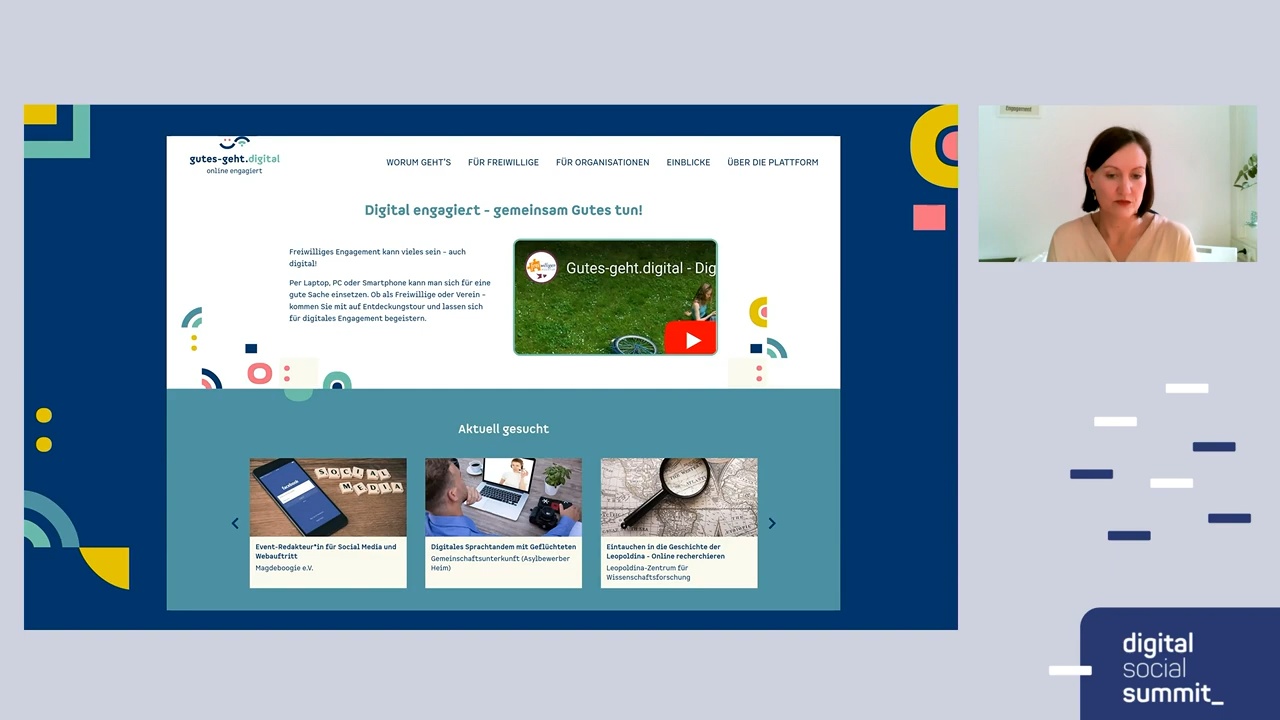 gutes-geht.digital
online engagiert
WORUM GEHT'S
FÜR FREIWILLIGE
FÜR ORGANISATIONEN
EINBLICKE
ÜBER DIE PLATTFORM
Digital engagiert - gemeinsam Gutes tun!
Freiwilliges Engagement kann vieles sein – auch
digital!
Per Laptop, PC oder Smartphone kann man sich für eine
gute Sache einsetzen. Ob als Freiwillige oder Verein –
kommen Sie mit auf Entdeckungstour und lassen sich
für digitales Engagement begeistern.
Gutes-geht.digital - Dig
Aktuell gesucht
facebook
SOCIAL
MEDIA
Event-Redakteur*in für Social Media und
Webauftritt
Magdeboogie e.V.
Digitales Sprachtandem mit Geflüchteten
Gemeinschaftsunterkunft (Asylbewerber
Heim)
Eintauchen in die Geschichte der
Leopoldina - Online recherchieren
Leopoldina-Zentrum für
Wissenschaftsforschung
Engagement
digital
social
summit_